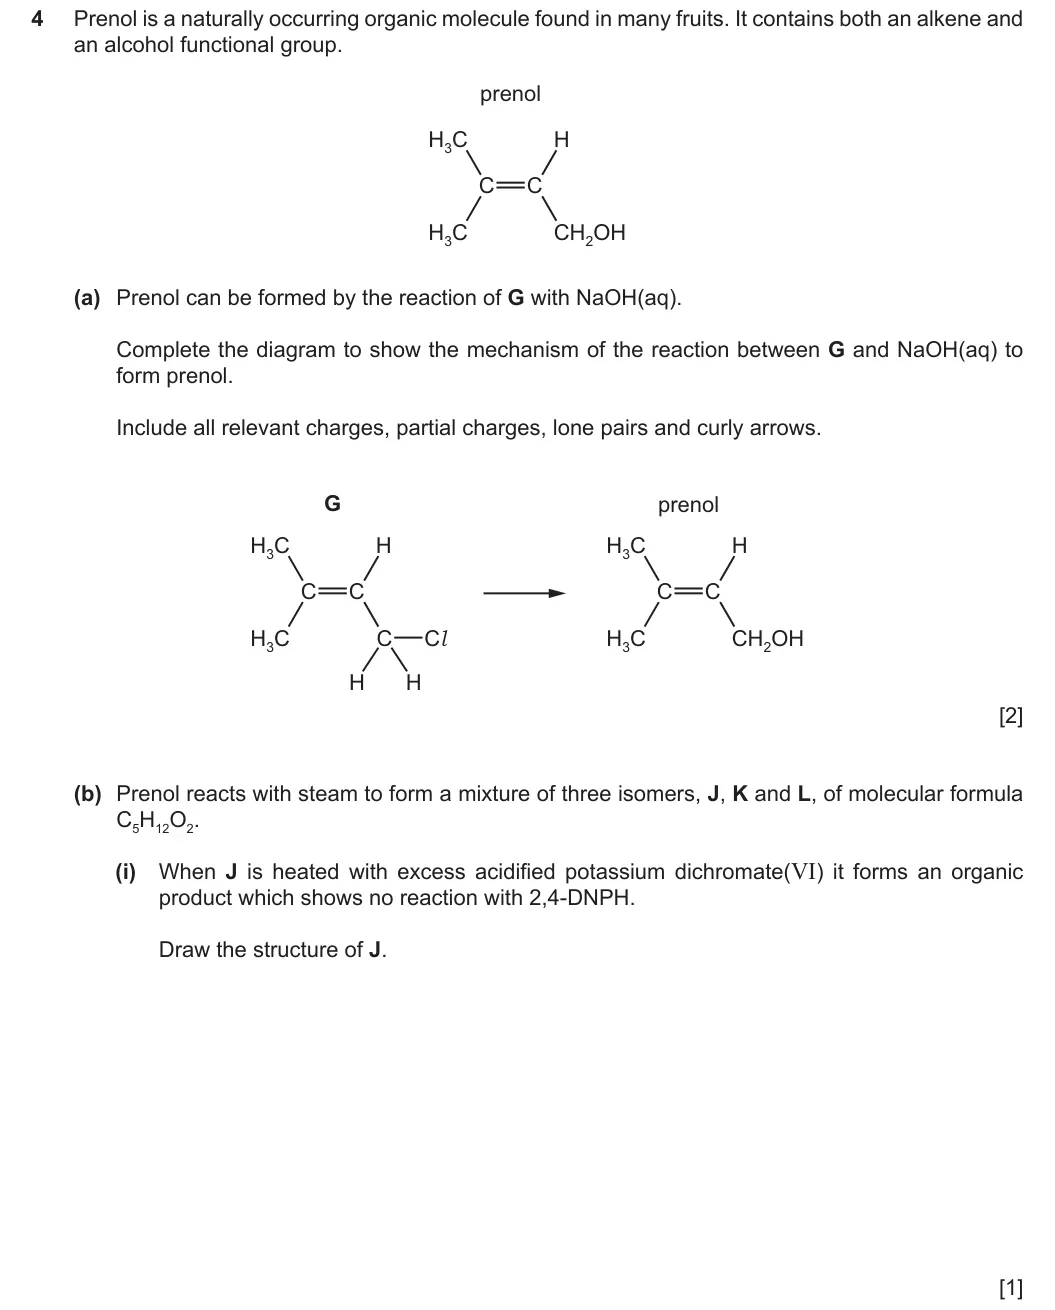 4 Prenol is a naturally occurring organic molecule found in many fruits. It contains both an alkene and
an alcohol functional group.
prenol
H₃C H
C=C
H₃C CH₂OH
(a) Prenol can be formed by the reaction of G with NaOH(aq).
Complete the diagram to show the mechanism of the reaction between G and NaOH(aq) to
form prenol.
Include all relevant charges, partial charges, lone pairs and curly arrows.
G prenol
H₃C H H₃C H
C=C C=C
H₃C C—Cl H₃C CH₂OH
H H
[2]
(b) Prenol reacts with steam to form a mixture of three isomers, J, K and L, of molecular formula
C₅H₁₂O₂.
(i) When J is heated with excess acidified potassium dichromate(VI) it forms an organic
product which shows no reaction with 2,4-DNPH.
Draw the structure of J.
[1]